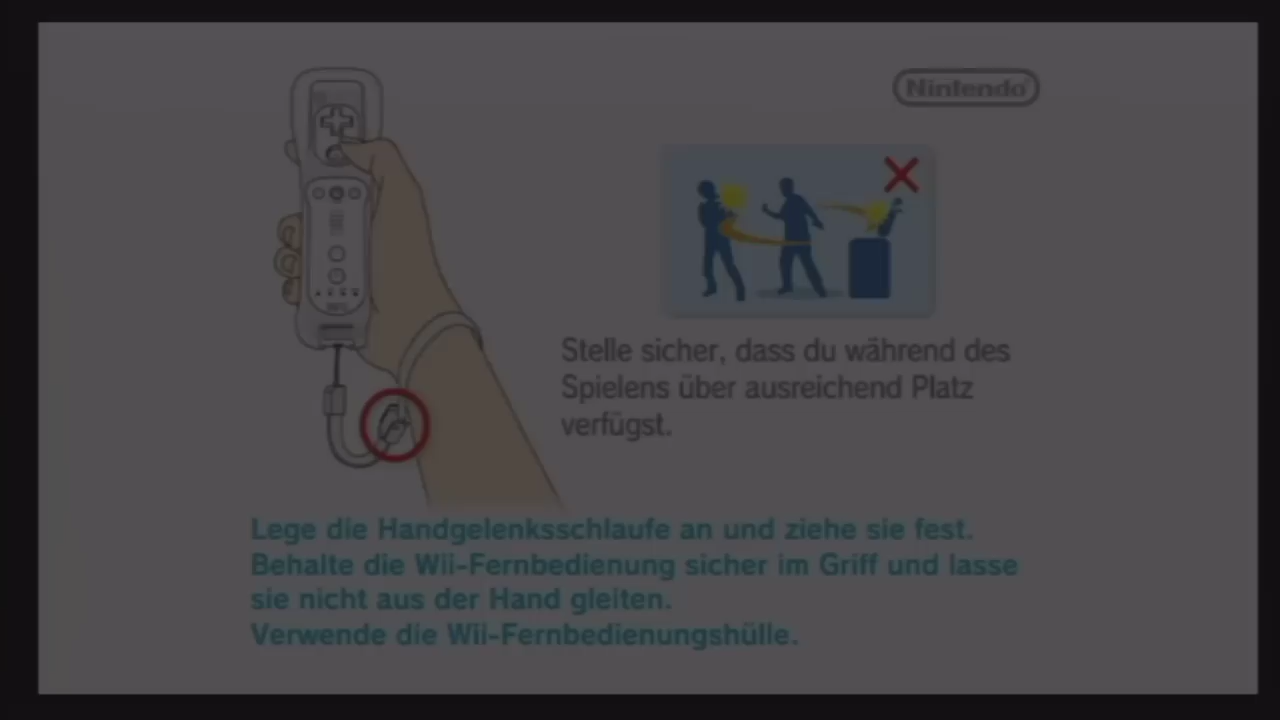 Nintendo
Stelle sicher, dass du während des
Spielens über ausreichend Platz
verfügst.
Lege die Handgelenksschlaufe an und ziehe sie fest.
Behalte die Wii-Fernbedienung sicher im Griff und lasse
sie nicht aus der Hand gleiten.
Verwende die Wii-Fernbedienungshülle.